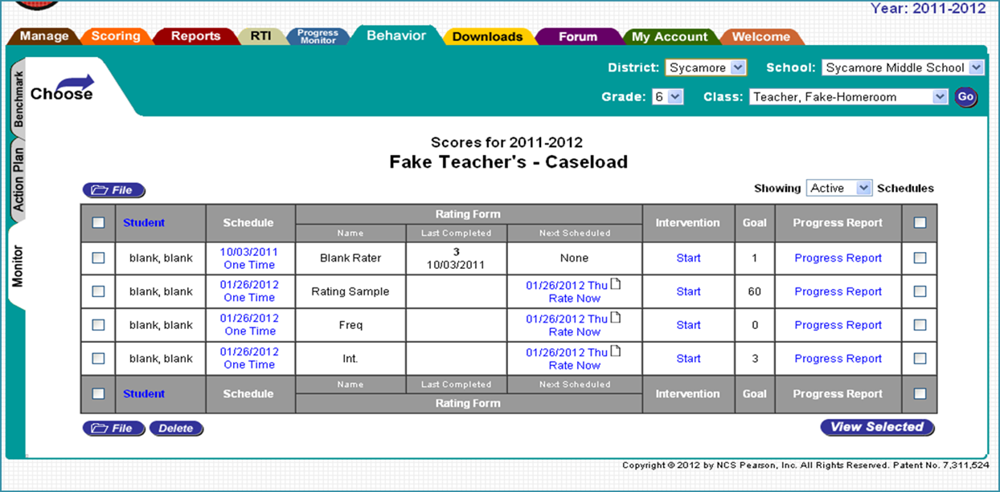 Year: 2011-2012
Manage Scoring Reports RTI Progress Monitor Behavior Downloads Forum My Account Welcome
District: Sycamore School: Sycamore Middle School
Choose
Grade: 6 Class: Teacher, Fake-Homeroom Go
Benchmark
Action Plan
Monitor
Scores for 2011-2012
Fake Teacher's - Caseload
File Showing Active Schedules
Student Schedule Rating Form Intervention Goal Progress Report
Name Last Completed Next Scheduled
blank, blank 10/03/2011 One Time Blank Rater 3 10/03/2011 None Start 1 Progress Report
blank, blank 01/26/2012 One Time Rating Sample 01/26/2012 Thu Rate Now Start 60 Progress Report
blank, blank 01/26/2012 One Time Freq 01/26/2012 Thu Rate Now Start 0 Progress Report
blank, blank 01/26/2012 One Time Int. 01/26/2012 Thu Rate Now Start 3 Progress Report
Name Last Completed Next Scheduled
Student Schedule Rating Form Intervention Goal Progress Report
File Delete View Selected
Copyright © 2012 by NCS Pearson, Inc. All Rights Reserved. Patent No. 7,311,524